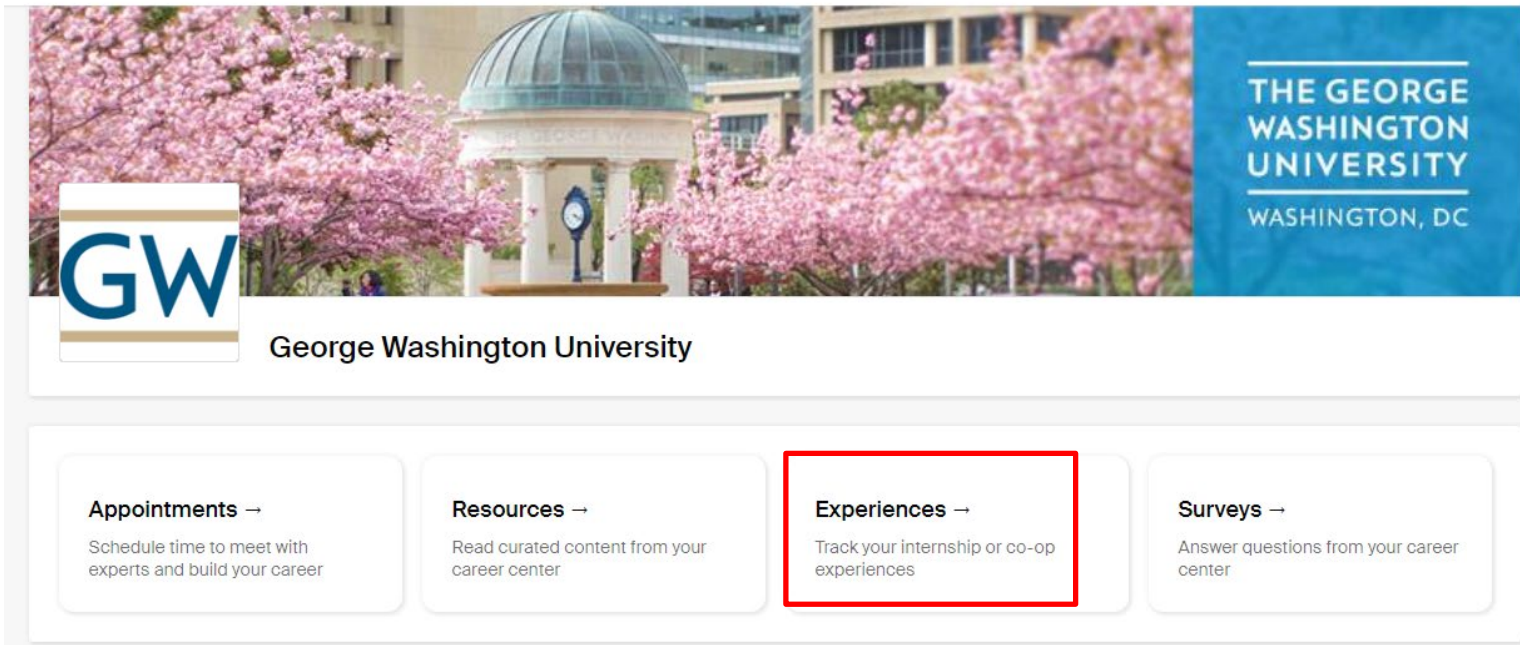 THE GEORGE
WASHINGTON
UNIVERSITY
WASHINGTON, DC
THE GEORGE
GW
George Washington University
Appointments →
Schedule time to meet with
experts and build your career
Resources →
Read curated content from your
career center
Experiences →
Track your internship or co-op
experiences
Surveys →
Answer questions from your career
center